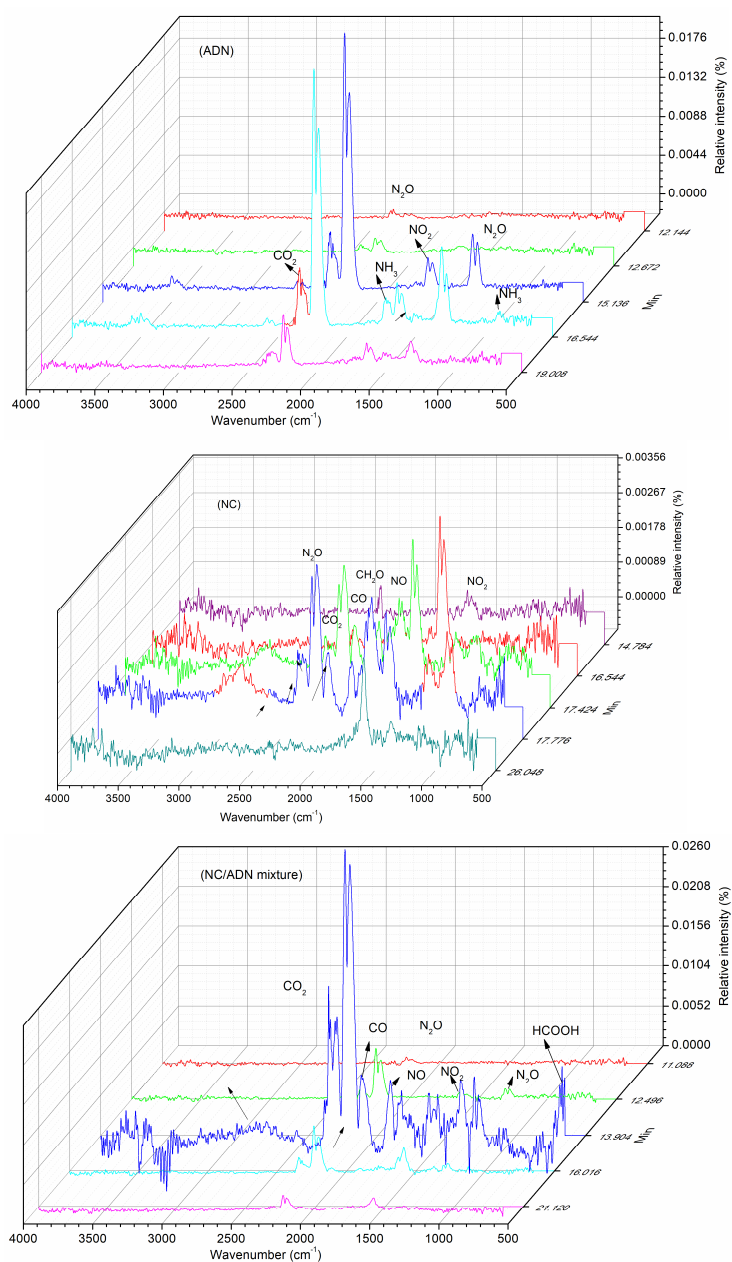 (ADN)
0.0176
0.0132
0.0088
0.0044
0.0000
Relative intensity (%)
N₂O
NO₂
N₂O
CO₂
NH₃
NH₃
12.144
12.672
15.136
16.544
19.008
Min
4000 3500 3000 2500 2000 1500 1000 500
Wavenumber (cm⁻¹)
(NC)
0.00356
0.00267
0.00178
0.00089
0.00000
Relative intensity (%)
N₂O
CH₂O
NO
NO₂
CO
CO₂
14.784
16.544
17.424
17.776
26.048
Min
4000 3500 3000 2500 2000 1500 1000 500
Wavenumber (cm⁻¹)
(NC/ADN mixture)
0.0260
0.0208
0.0156
0.0104
0.0052
0.0000
Relative intensity (%)
CO₂
CO
N₂O
HCOOH
NO
NO₂
N₂O
11.088
12.496
13.904
16.016
21.120
Min
4000 3500 3000 2500 2000 1500 1000 500
Wavenumber (cm⁻¹)